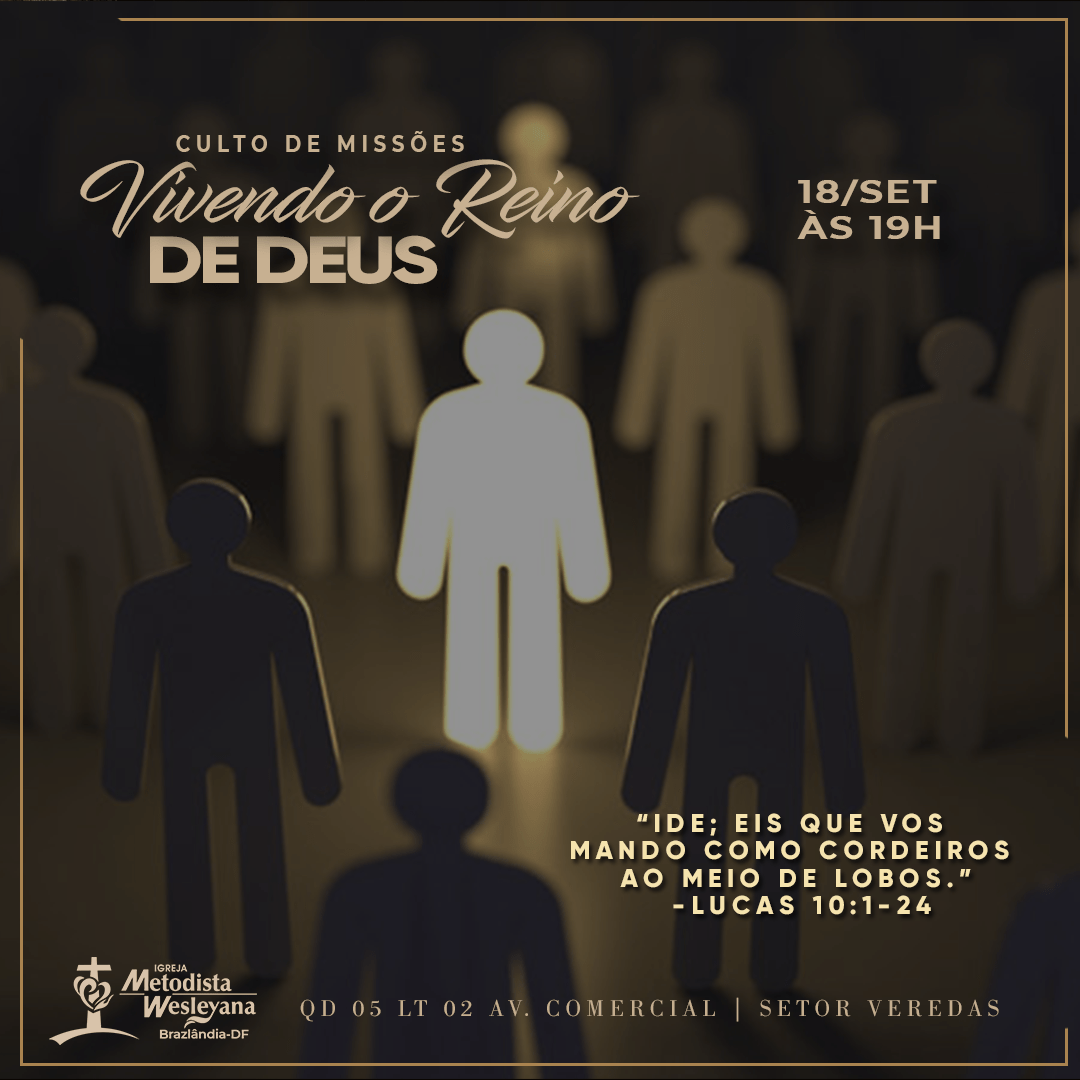 CULTO DE MISSÕES
Vivendo o Reino
DE DEUS
18/SET
ÀS 19H
“IDE; EIS QUE VOS
MANDO COMO CORDEIROS
AO MEIO DE LOBOS.”
-LUCAS 10:1-24
IGREJA
Metodista
Wesleyana
Brazlândia-DF
QD 05 LT 02 AV. COMERCIAL | SETOR VEREDAS